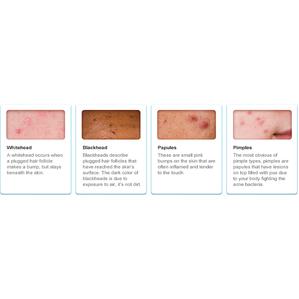 Whitehead
A whitehead occurs when
a plugged hair follicle
makes a bump, but stays
beneath the skin.
Blackhead
Blackheads describe
plugged hair follicles that
have reached the skin's
surface. The dark color of
blackheads is due to
exposure to air, it's not dirt.
Papules
These are small pink
bumps on the skin that are
often inflamed and tender
to the touch.
Pimples
The most obvious of
pimple types, pimples are
papules that have lesions
on top filled with pus due
to your body fighting the
acne bacteria.